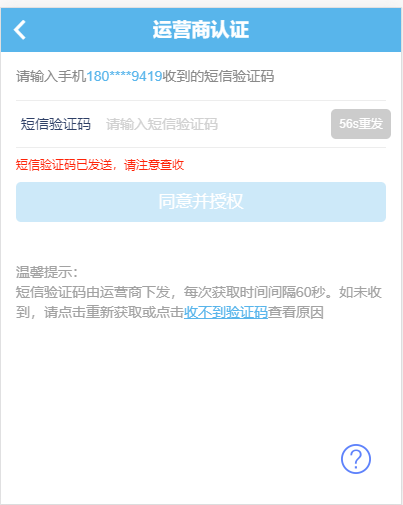 运营商认证
请输入手机180****9419收到的短信验证码
短信验证码 请输入短信验证码 56s重发
短信验证码已发送，请注意查收
同意并授权
温馨提示：
短信验证码由运营商下发，每次获取时间间隔60秒。如未收
到，请点击重新获取或点击收不到验证码查看原因